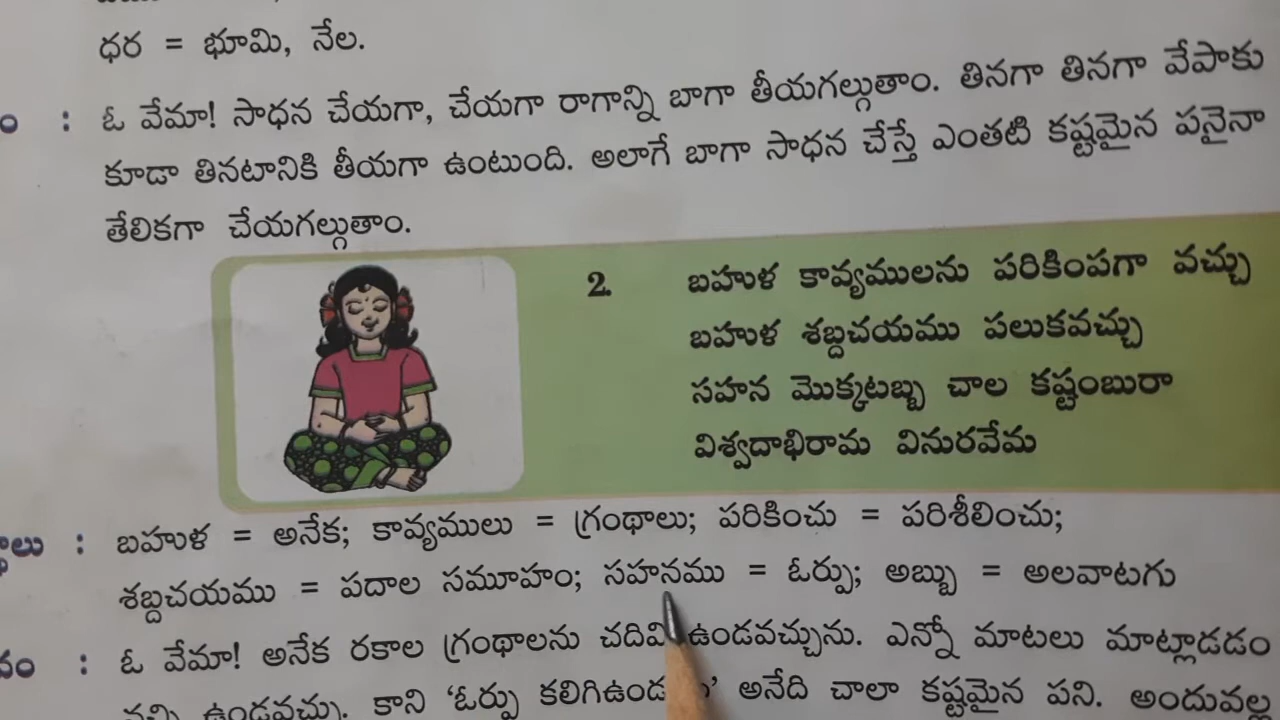 ధర = భూమి, నేల.
: ఓ వేమా! సాధన చేయగా, చేయగా రాగాన్ని బాగా తీయగల్గుతాం. తినగా తినగా వేపాకు
కూడా తినటానికి తీయగా ఉంటుంది. అలాగే బాగా సాధన చేస్తే ఎంతటి కష్టమైన పనైనా
తేలికగా చేయగల్గుతాం.
2. బహుళ కావ్యములను పరికింపగా వచ్చు
బహుళ శబ్దచయము పలుకవచ్చు
సహన మొక్కటబ్బ చాల కష్టంబురా
విశ్వదాభిరామ వినురవేమ
: బహుళ = అనేక; కావ్యములు = గ్రంథాలు; పరికించు = పరిశీలించు;
శబ్దచయము = పదాల సమూహం; సహనము = ఓర్పు; అబ్బు = అలవాటగు
: ఓ వేమా! అనేక రకాల గ్రంథాలను చదివి ఉండవచ్చును. ఎన్నో మాటలు మాట్లాడడం
ఉండవచ్చు. కాని ‘ఓర్పు అనేది చాలా కష్టమైన పని. అందువల్ల